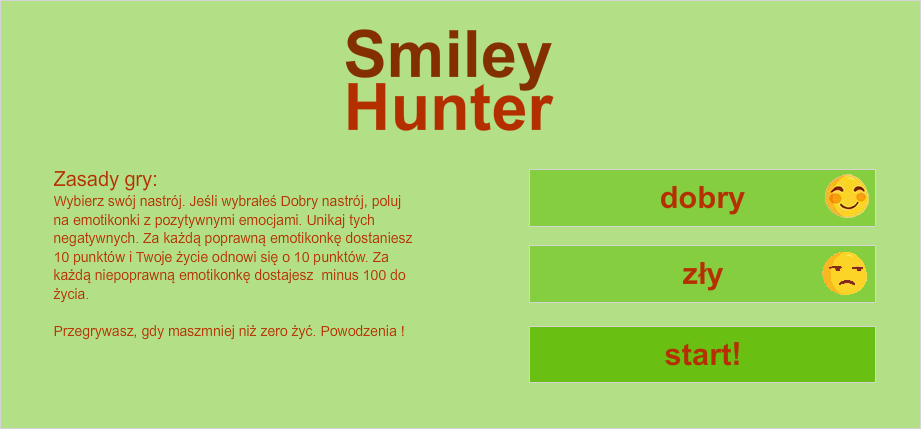 Smiley
Hunter
Zasady gry:
Wybierz swój nastrój. Jeśli wybrałeś Dobry nastrój, poluj
na emotikonki z pozytywnymi emocjami. Unikaj tych
negatywnych. Za każdą poprawną emotikonkę dostaniesz
10 punktów i Twoje życie odnowi się o 10 punktów. Za
każdą niepoprawną emotikonkę dostajesz  minus 100 do
życia.
Przegrywasz, gdy maszmniej niż zero żyć. Powodzenia !
dobry
zły
start!